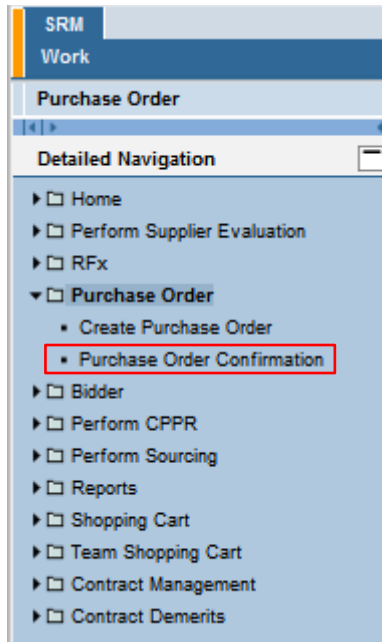 SRM
Work
Purchase Order
Detailed Navigation
Home
Perform Supplier Evaluation
RFx
Purchase Order
Create Purchase Order
Purchase Order Confirmation
Bidder
Perform CPPR
Perform Sourcing
Reports
Shopping Cart
Team Shopping Cart
Contract Management
Contract Demerits